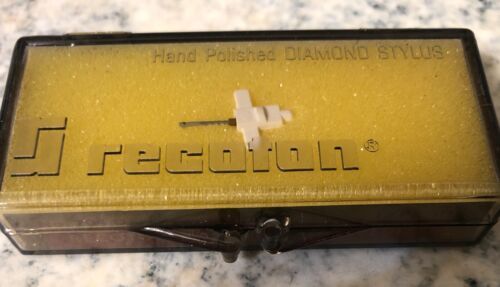 Hand Polished DIAMOND STYLUS
recoton®